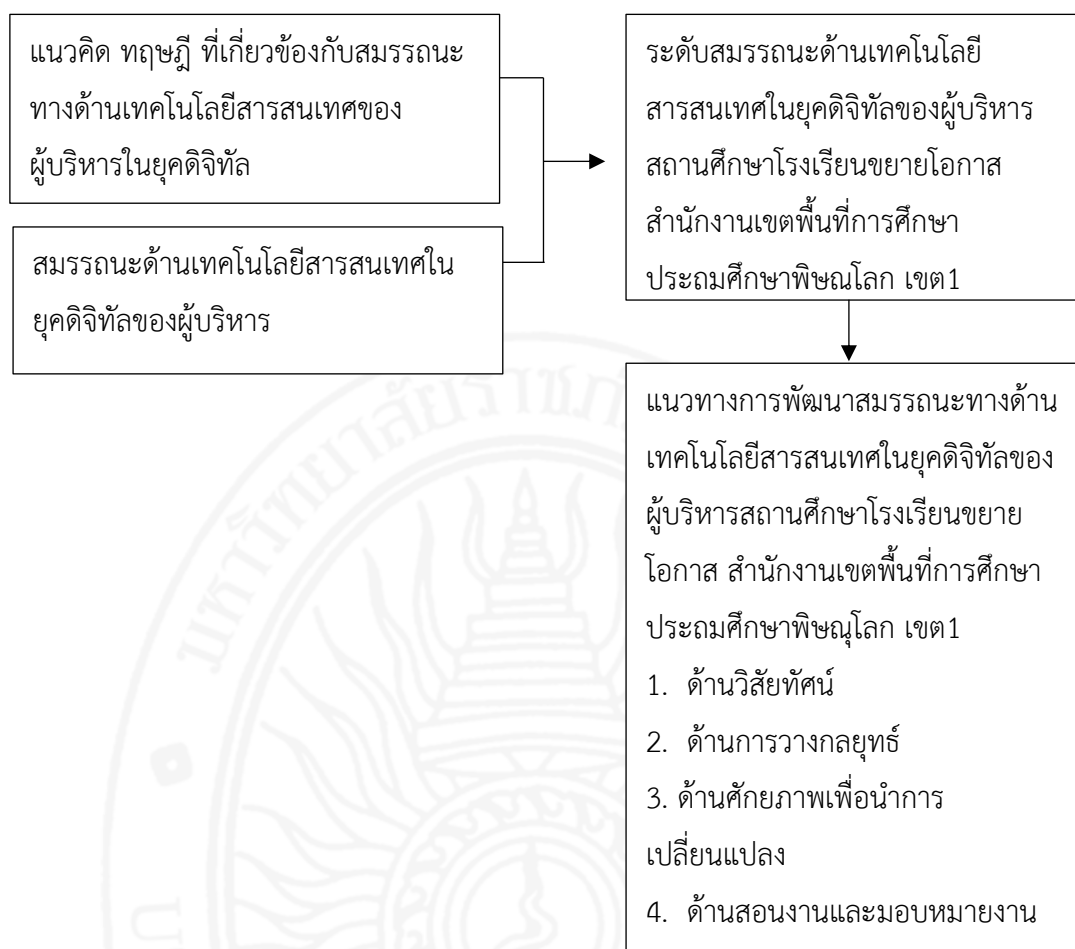 แนวคิด ทฤษฎี ที่เกี่ยวข้องกับสมรรถนะ
ทางด้านเทคโนโลยีสารสนเทศของ
ผู้บริหารในยุคดิจิทัล
สมรรถนะด้านเทคโนโลยีสารสนเทศใน
ยุคดิจิทัลของผู้บริหาร
ระดับสมรรถนะด้านเทคโนโลยี
สารสนเทศในยุคดิจิทัลของผู้บริหาร
สถานศึกษาโรงเรียนขยายโอกาส
สำนักงานเขตพื้นที่การศึกษา
ประถมศึกษาพิษณโลก เขต1
แนวทางการพัฒนาสมรรถนะทางด้าน
เทคโนโลยีสารสนเทศในยุคดิจิทัลของ
ผู้บริหารสถานศึกษาโรงเรียนขยาย
โอกาส สำนักงานเขตพื้นที่การศึกษา
ประถมศึกษาพิษณุโลก เขต1
1. ด้านวิสัยทัศน์
2. ด้านการวางกลยุทธ์
3. ด้านศักยภาพเพื่อนำการ
เปลี่ยนแปลง
4. ด้านสอนงานและมอบหมายงาน